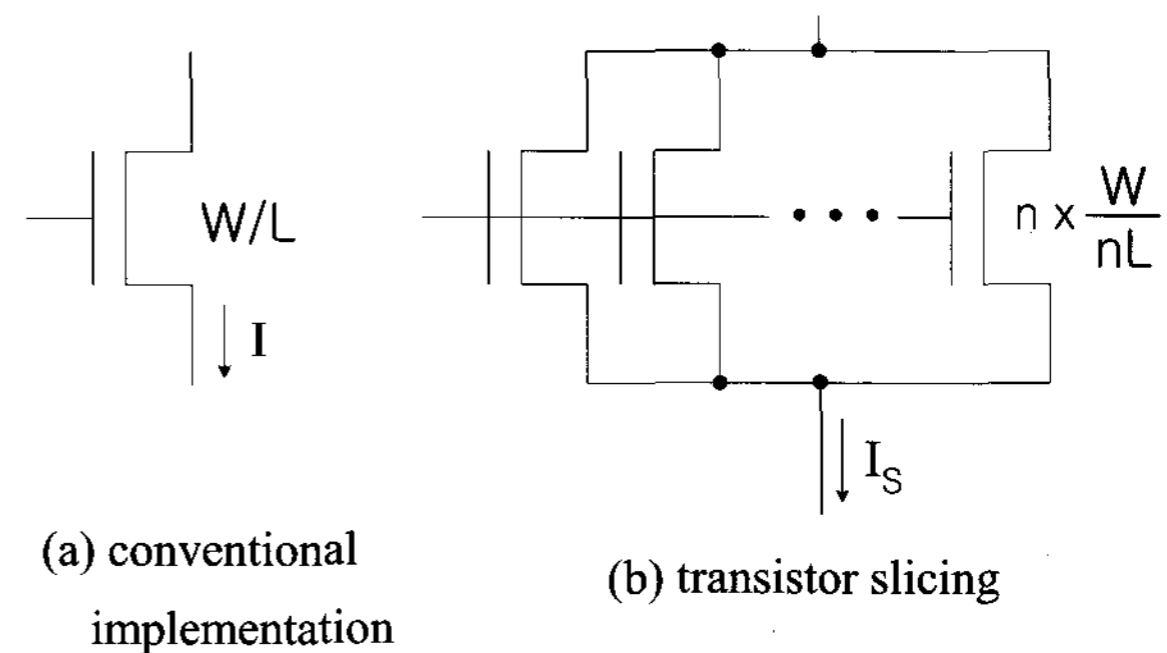 W/L
I
n x W
nL
I_S
(a) conventional
implementation
(b) transistor slicing